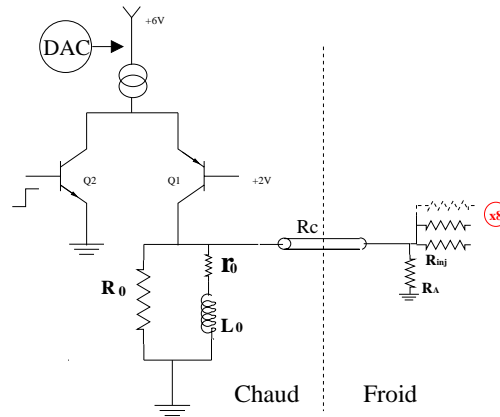 +6V
DAC
Q2
Q1
+2V
Rc
x8
Rinj
RA
R0
r0
L0
Chaud
Froid